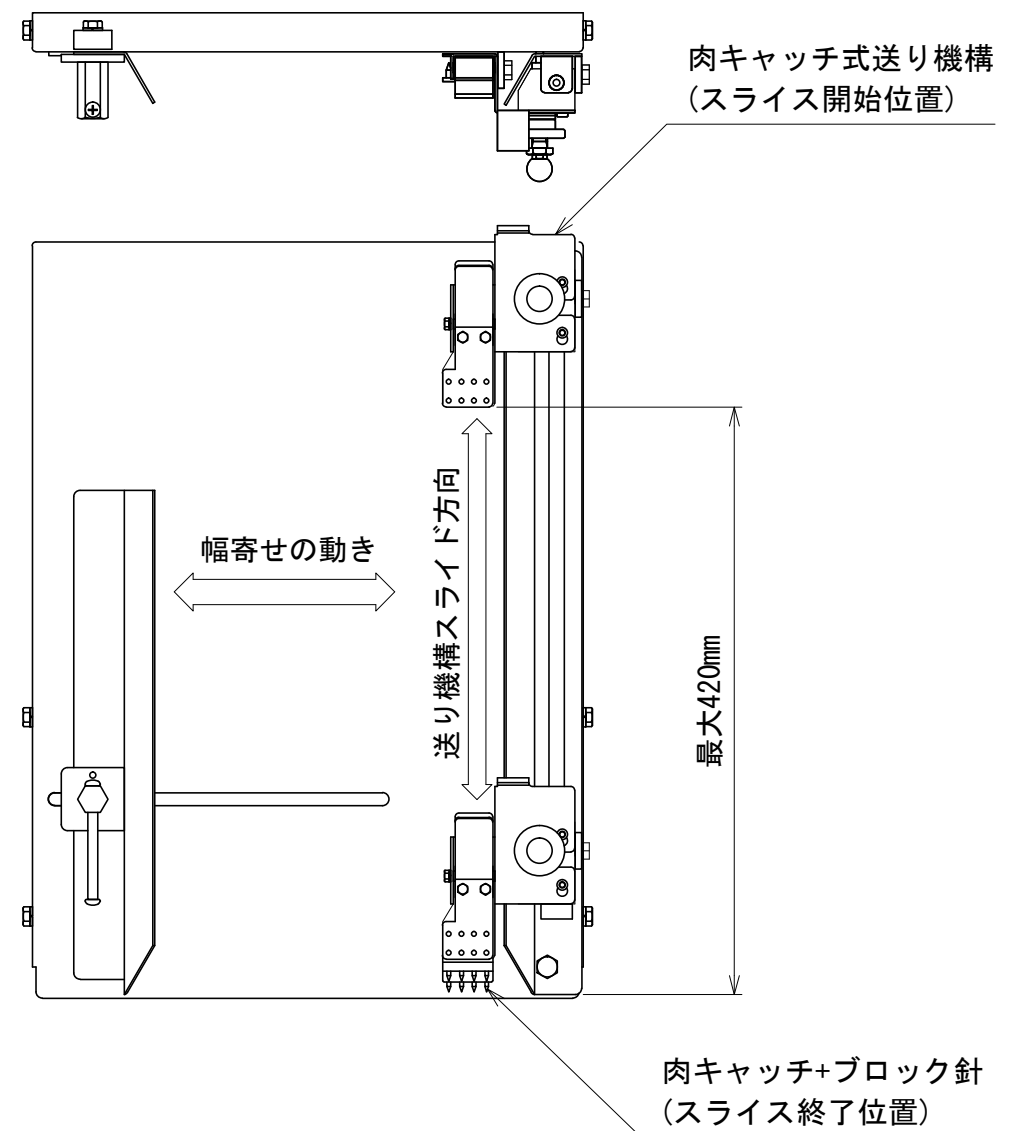 肉キャッチ式送り機構
(スライス開始位置)
幅寄せの動き
送り機構スライド方向
最大420mm
肉キャッチ+ブロック針
(スライス終了位置)